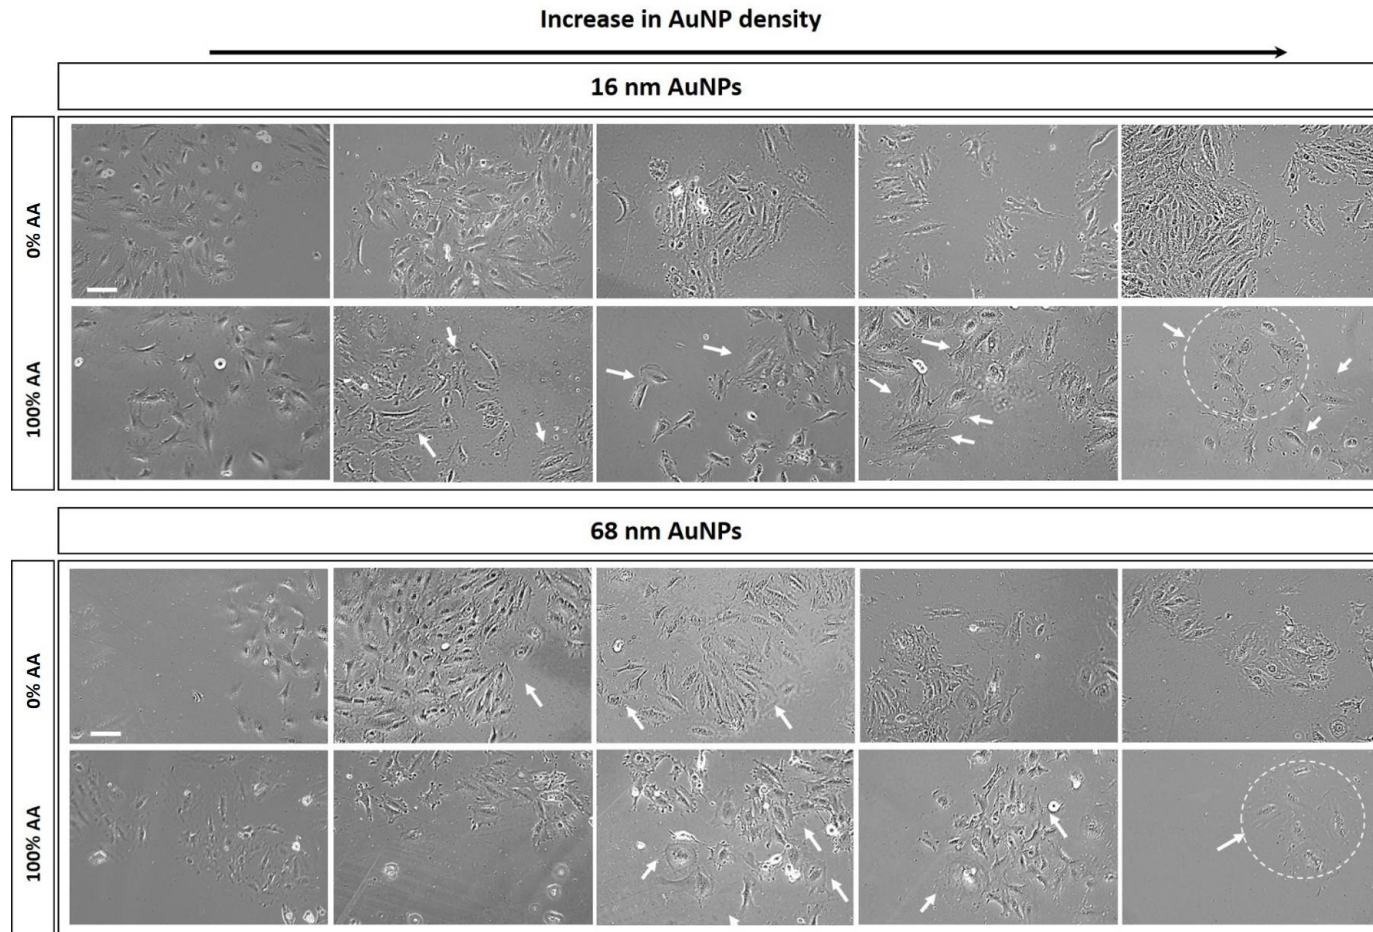 Increase in AuNP density
16 nm AuNPs
0% AA
100% AA
68 nm AuNPs
0% AA
100% AA